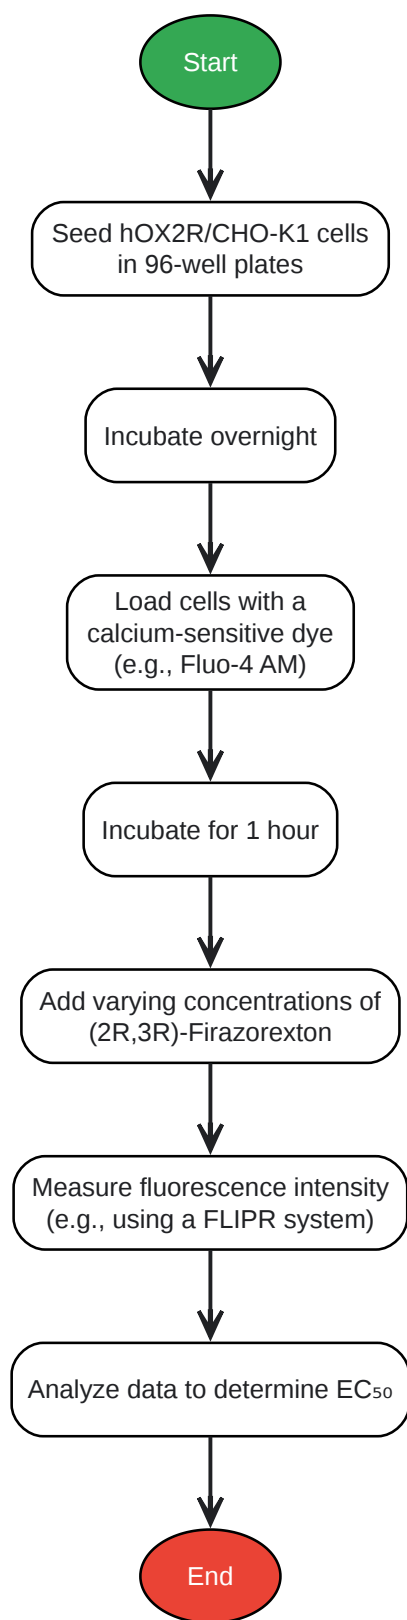 Start
Seed hOX2R/CHO-K1 cells
in 96-well plates
Incubate overnight
Load cells with a
calcium-sensitive dye
(e.g., Fluo-4 AM)
Incubate for 1 hour
Add varying concentrations of
(2R,3R)-Firazorexton
Measure fluorescence intensity
(e.g., using a FLIPR system)
Analyze data to determine EC₅₀
End